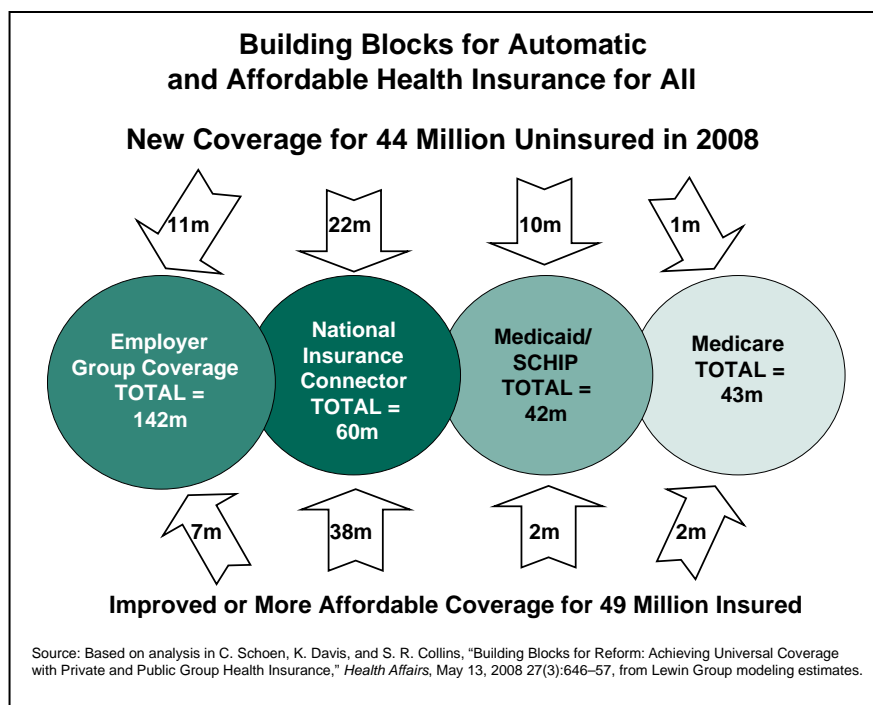 Building Blocks for Automatic
and Affordable Health Insurance for All
New Coverage for 44 Million Uninsured in 2008
11m
22m
10m
1m
Employer
Group Coverage
TOTAL =
142m
National
Insurance
Connector
TOTAL =
60m
Medicaid/
SCHIP
TOTAL =
42m
Medicare
TOTAL =
43m
7m
38m
2m
2m
Improved or More Affordable Coverage for 49 Million Insured
Source: Based on analysis in C. Schoen, K. Davis, and S. R. Collins, “Building Blocks for Reform: Achieving Universal Coverage
with Private and Public Group Health Insurance,” Health Affairs, May 13, 2008 27(3):646–57, from Lewin Group modeling estimates.